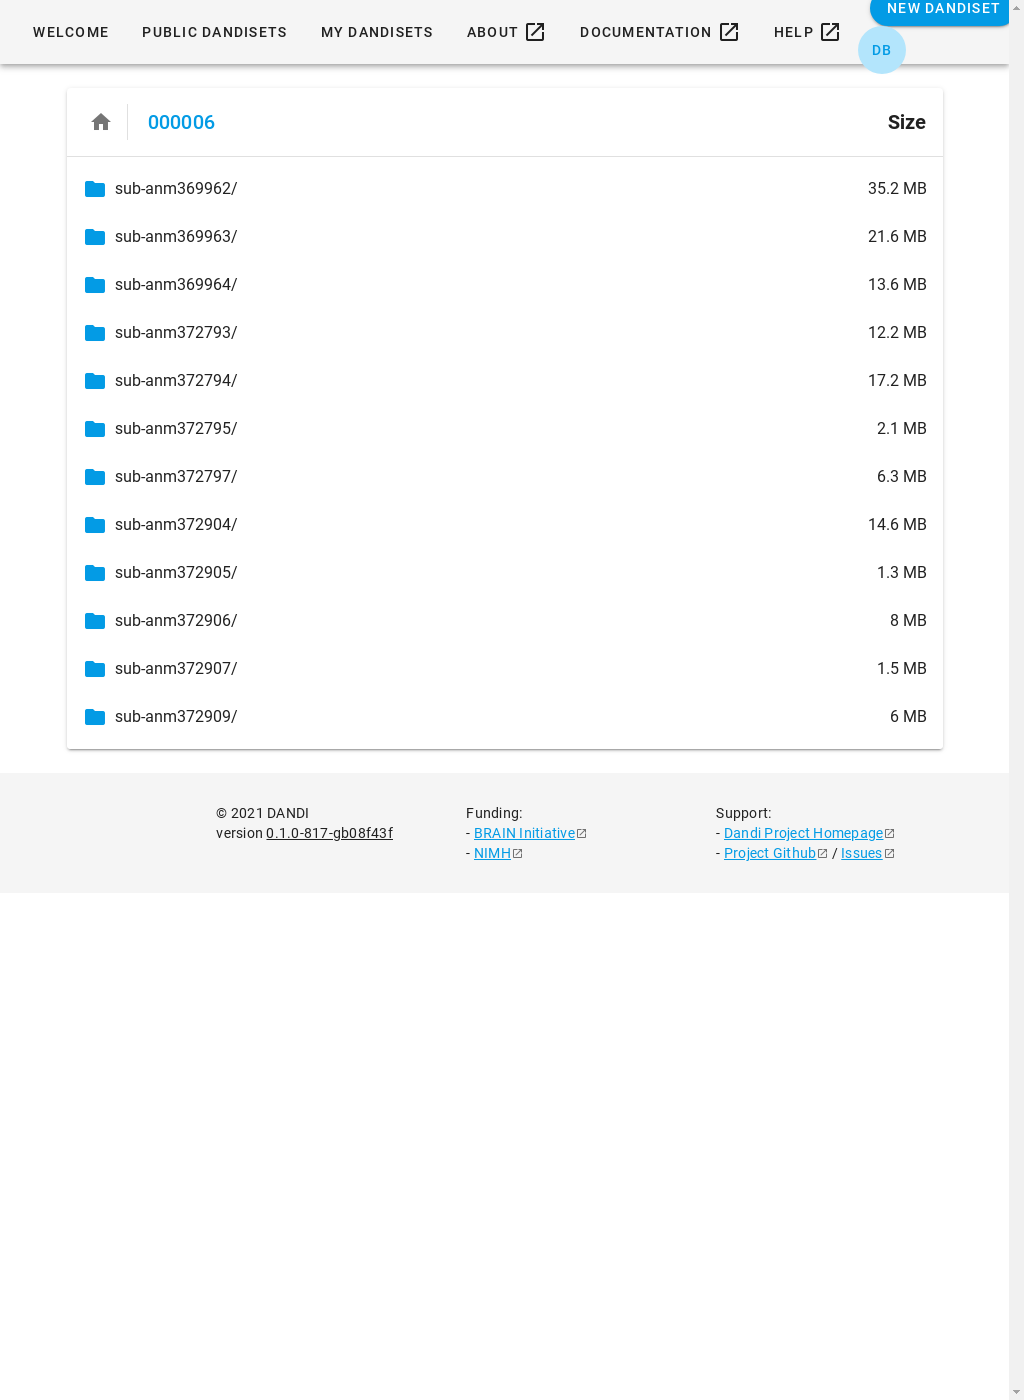 WELCOME PUBLIC DANDISETS MY DANDISETS ABOUT DOCUMENTATION HELP NEW DANDISET
DB
000006 Size
sub-anm369962/ 35.2 MB
sub-anm369963/ 21.6 MB
sub-anm369964/ 13.6 MB
sub-anm372793/ 12.2 MB
sub-anm372794/ 17.2 MB
sub-anm372795/ 2.1 MB
sub-anm372797/ 6.3 MB
sub-anm372904/ 14.6 MB
sub-anm372905/ 1.3 MB
sub-anm372906/ 8 MB
sub-anm372907/ 1.5 MB
sub-anm372909/ 6 MB
© 2021 DANDI
version 0.1.0-817-gb08f43f
Funding:
- BRAIN Initiative
- NIMH
Support:
- Dandi Project Homepage
- Project Github / Issues